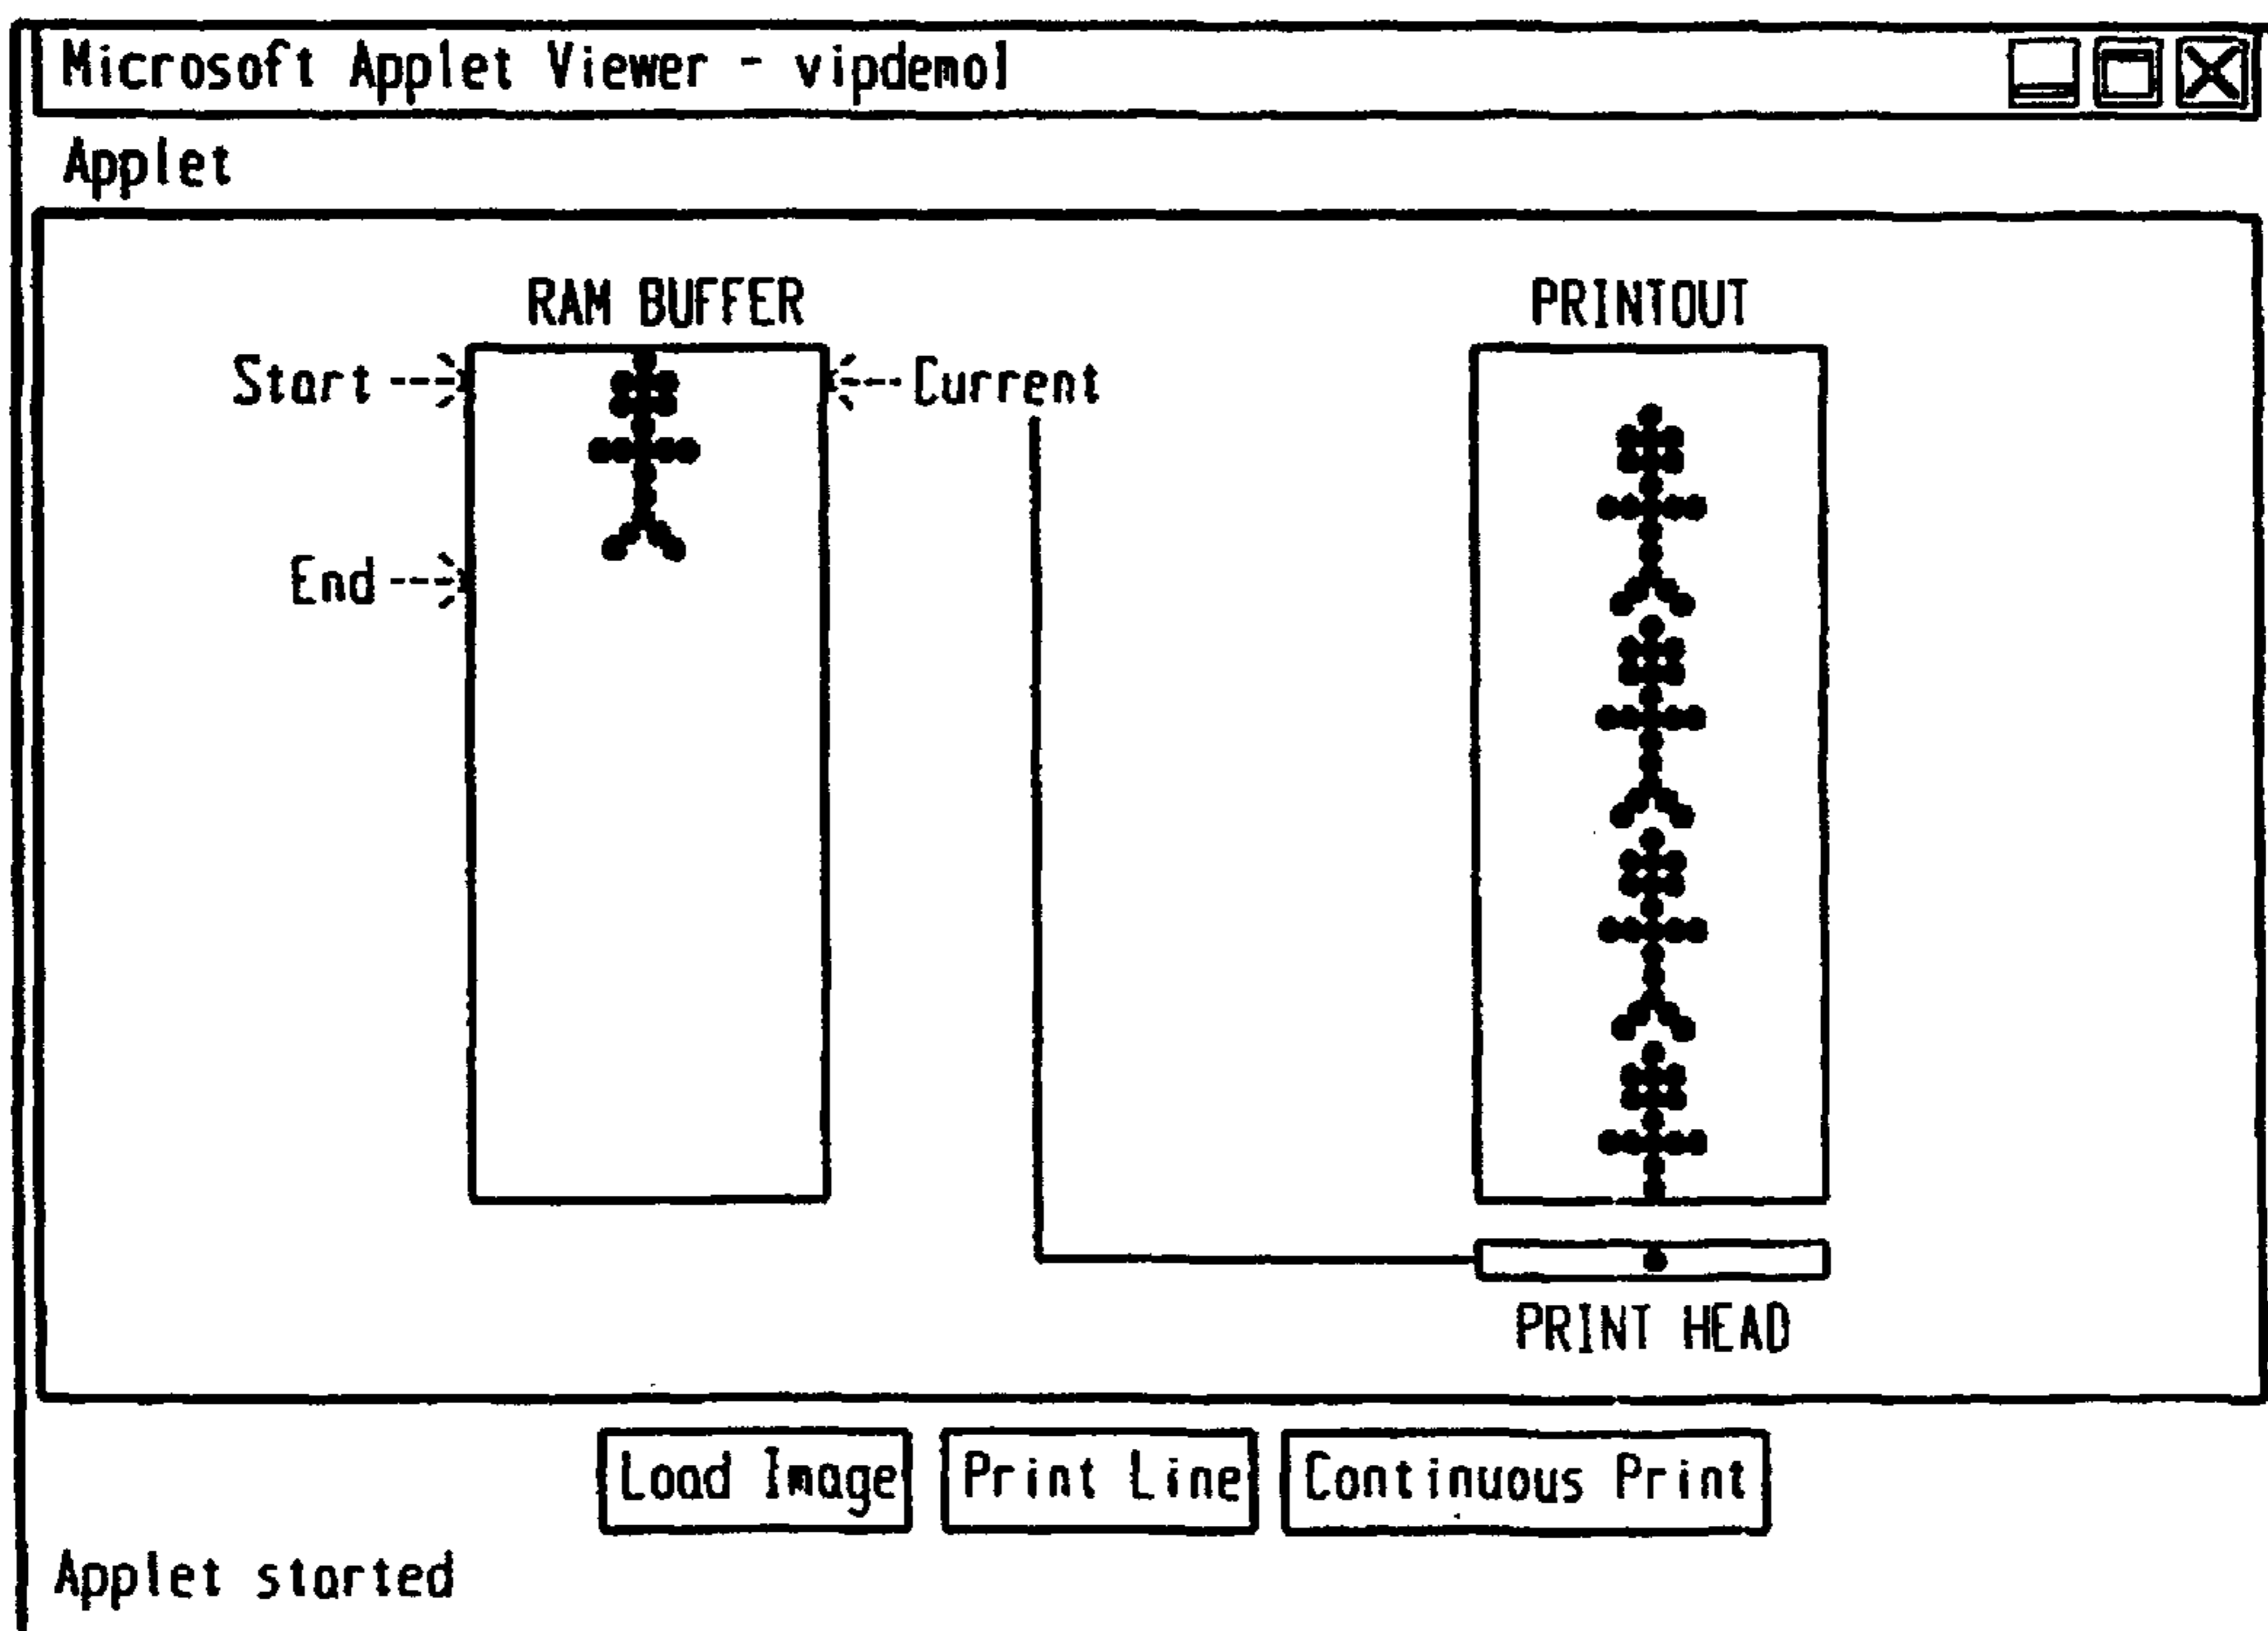 Microsoft Applet Viewer - vipdemo1
Applet
RAM BUFFER
PRINTOUT
Start
Current
End
PRINT HEAD
Load Image
Print Line
Continuous Print
Applet started